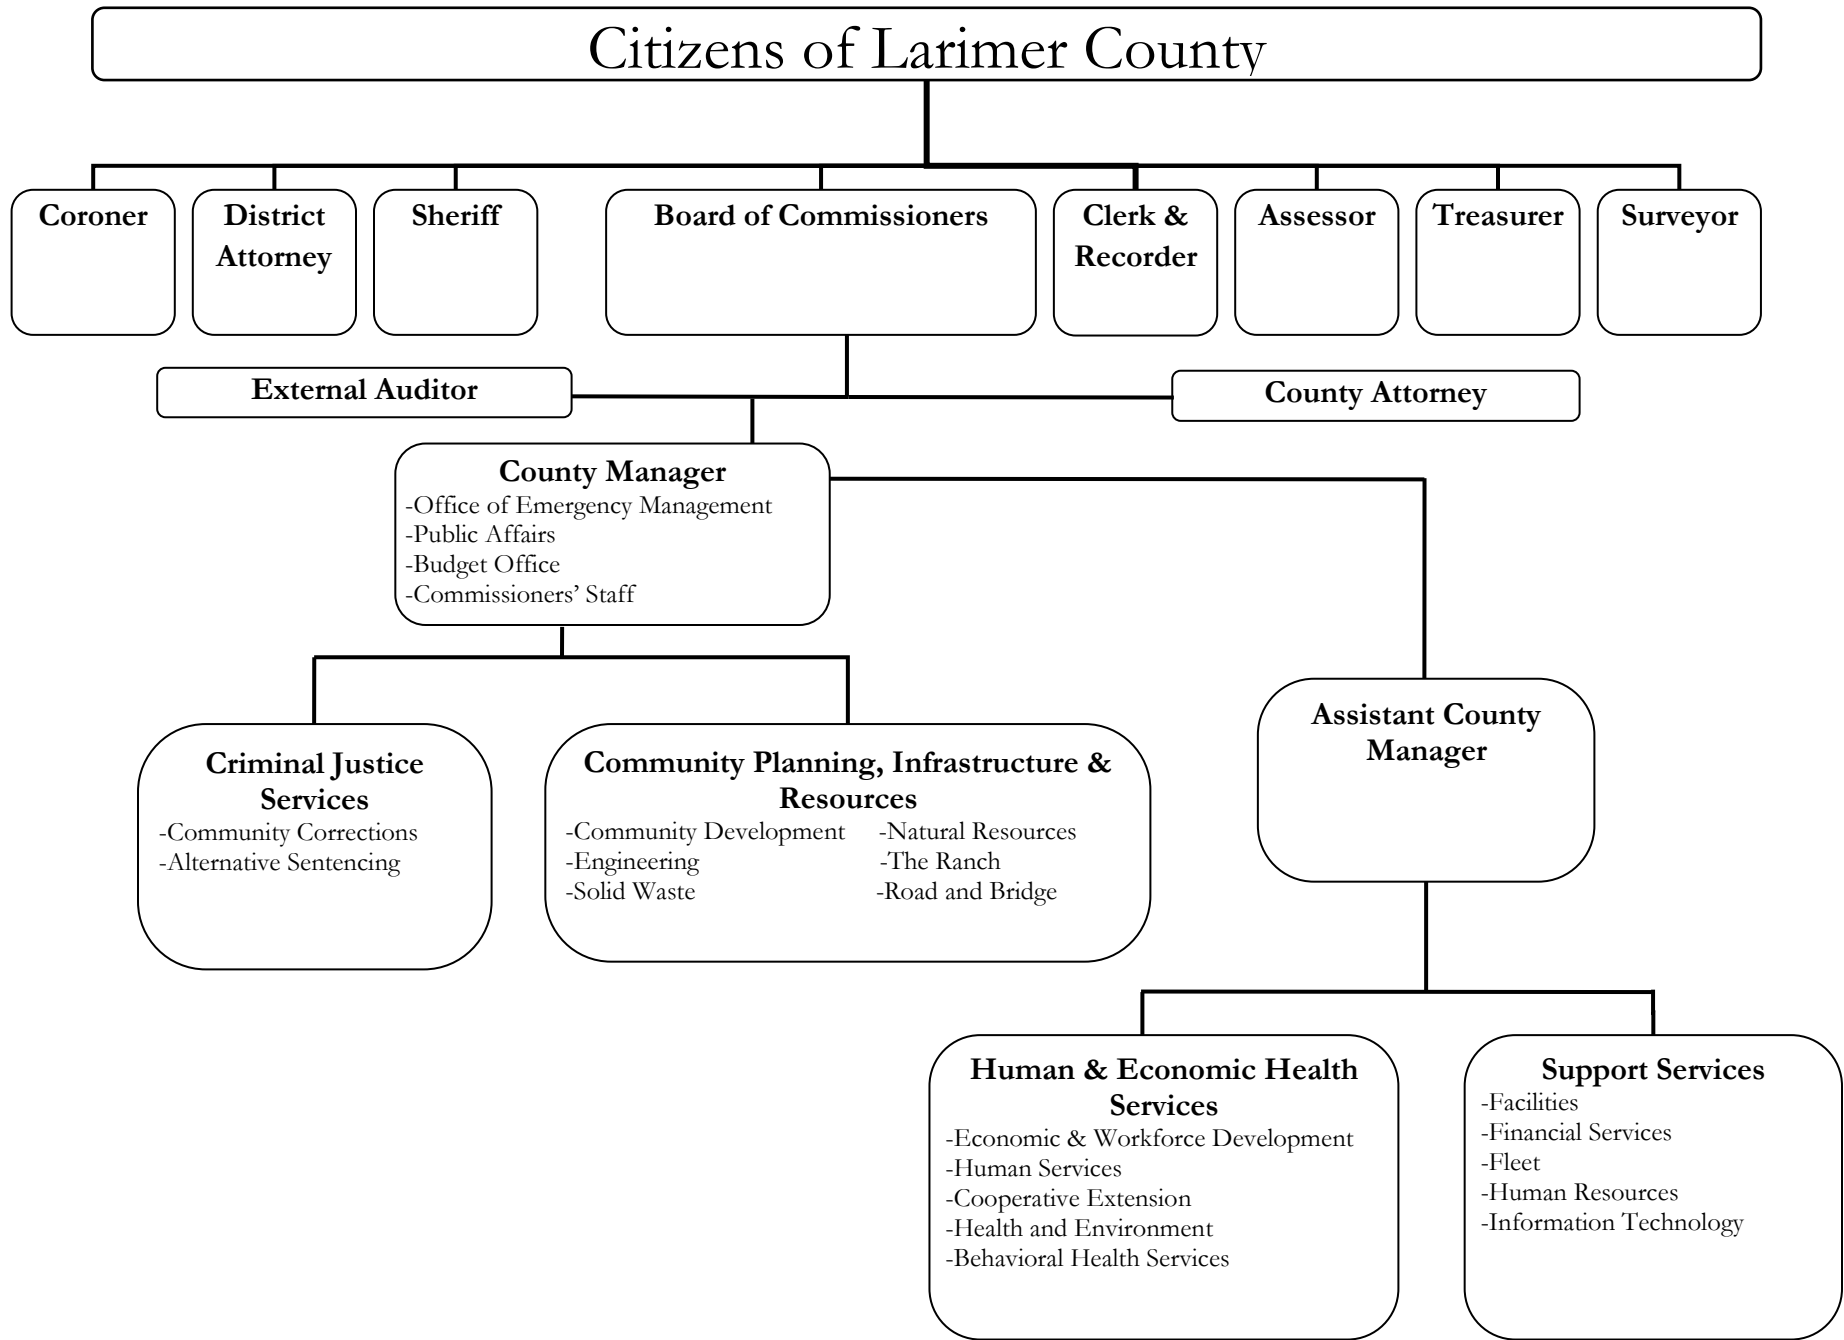 Citizens of Larimer County
Coroner
District
Attorney
Sheriff
Board of Commissioners
Clerk &
Recorder
Assessor
Treasurer
Surveyor
External Auditor
County Attorney
County Manager
-Office of Emergency Management
-Public Affairs
-Budget Office
-Commissioners’ Staff
Assistant County
Manager
Criminal Justice
Services
-Community Corrections
-Alternative Sentencing
Community Planning, Infrastructure &
Resources
-Community Development -Natural Resources
-Engineering -The Ranch
-Solid Waste -Road and Bridge
Human & Economic Health
Services
-Economic & Workforce Development
-Human Services
-Cooperative Extension
-Health and Environment
-Behavioral Health Services
Support Services
-Facilities
-Financial Services
-Fleet
-Human Resources
-Information Technology